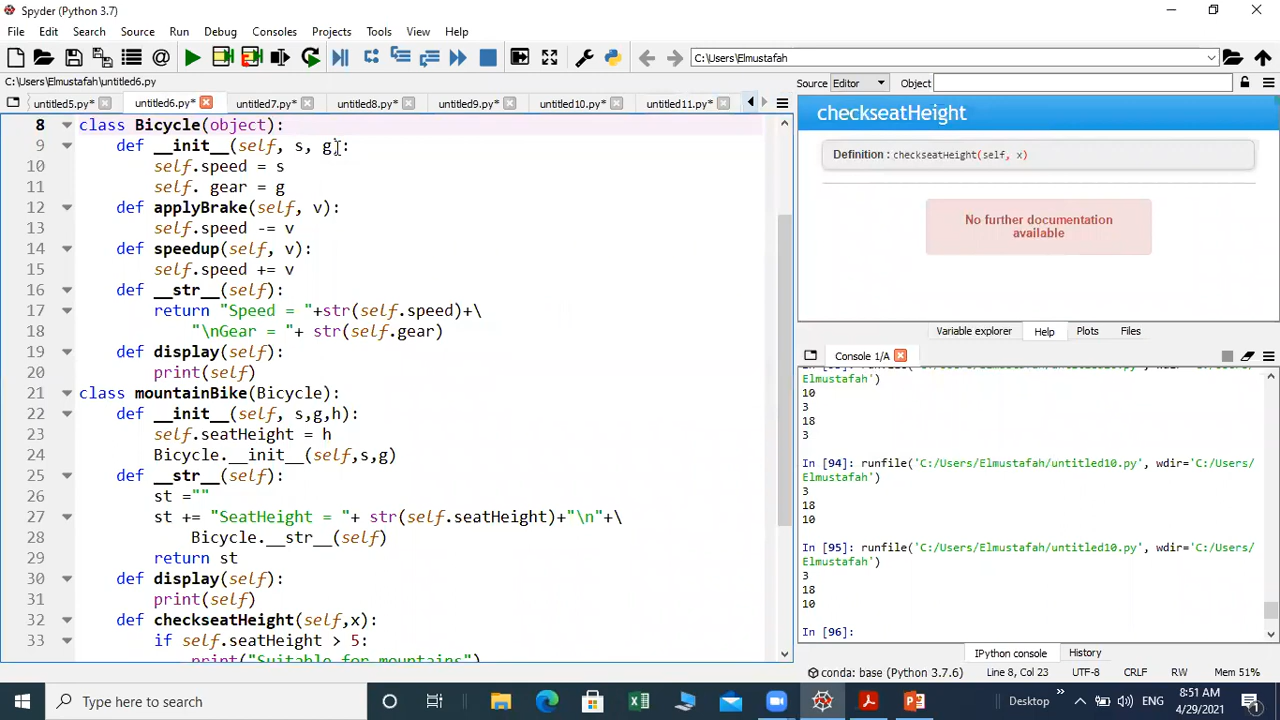 Spyder (Python 3.7)
File Edit Search Source Run Debug Consoles Projects Tools View Help
C:\Users\Elmustafah
C:\Users\Elmustafah\untitled6.py
Source Editor Object
untitled5.py* untitled6.py* untitled7.py* untitled8.py* untitled9.py* untitled10.py* untitled11.py*
8 class Bicycle(object):
9 def __init__(self, s, g):
10 self.speed = s
11 self. gear = g
12 def applyBrake(self, v):
13 self.speed -= v
14 def speedup(self, v):
15 self.speed += v
16 def __str__(self):
17 return "Speed = "+str(self.speed)+\
18 "\nGear = "+ str(self.gear)
19 def display(self):
20 print(self)
21 class mountainBike(Bicycle):
22 def __init__(self, s,g,h):
23 self.seatHeight = h
24 Bicycle.__init__(self,s,g)
25 def __str__(self):
26 st =""
27 st += "SeatHeight = "+ str(self.seatHeight)+"\n"+\
28 Bicycle.__str__(self)
29 return st
30 def display(self):
31 print(self)
32 def checkseatHeight(self,x):
33 if self.seatHeight > 5:
print("Suitable for mountains")
checkseatHeight
Definition : checkseatHeight(self, x)
No further documentation
available
Variable explorer Help Plots Files
Console 1/A
Elmustafah')
10
3
18
3
In [94]: runfile('C:/Users/Elmustafah/untitled10.py', wdir='C:/Users/
Elmustafah')
3
18
10
In [95]: runfile('C:/Users/Elmustafah/untitled10.py', wdir='C:/Users/
Elmustafah')
3
18
10
In [96]:
IPython console History
conda: base (Python 3.7.6) Line 8, Col 23 UTF-8 CRLF RW Mem 51%
Type here to search
Desktop
ENG
8:51 AM
4/29/2021